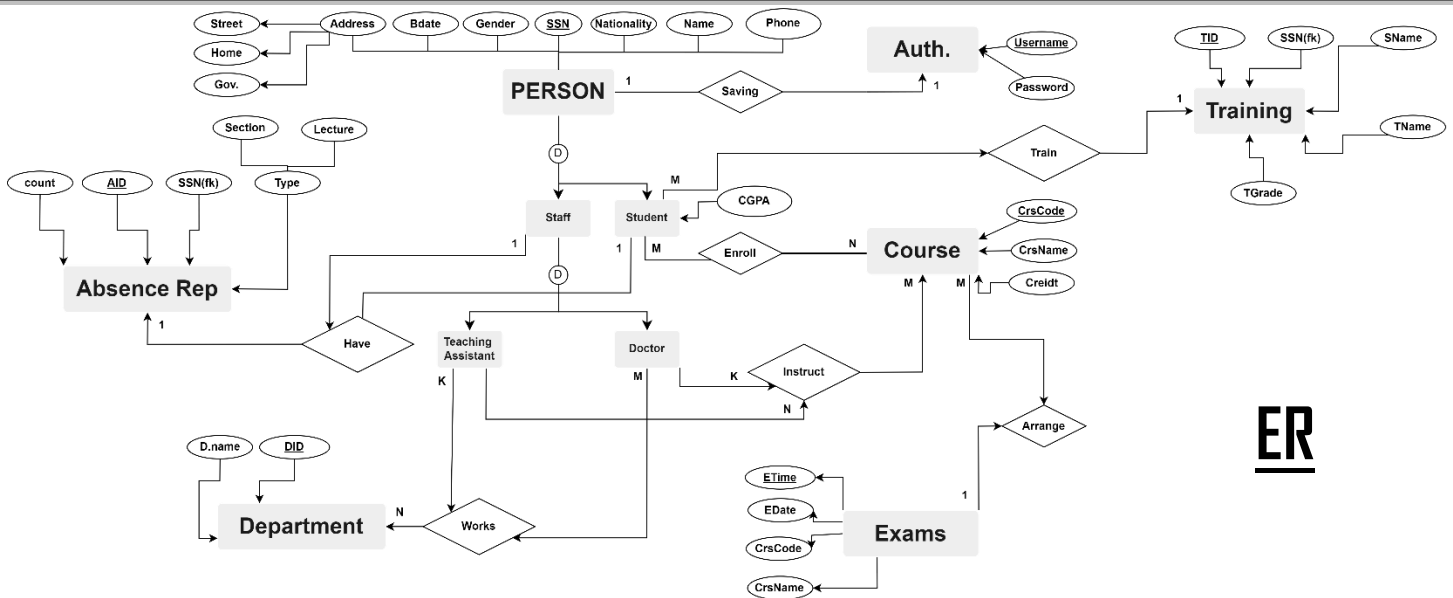 Street
Address
Bdate
Gender
SSN
Nationality
Name
Phone
Home
Gov.
PERSON
1
Saving
1
Auth.
Username
Password
TID
SSN(fk)
SName
1
Training
TName
TGrade
Section
Lecture
D
count
AID
SSN(fk)
Type
M
Train
CGPA
Staff
Student
1
1
M
Enroll
N
Course
CrsCode
CrsName
Creidt
Absence Rep
D
M
M
1
Have
Teaching
Assistant
Doctor
K
M
K
Instruct
N
Arrange
ER
D.name
DID
Department
N
Works
ETime
EDate
CrsCode
CrsName
1
Exams